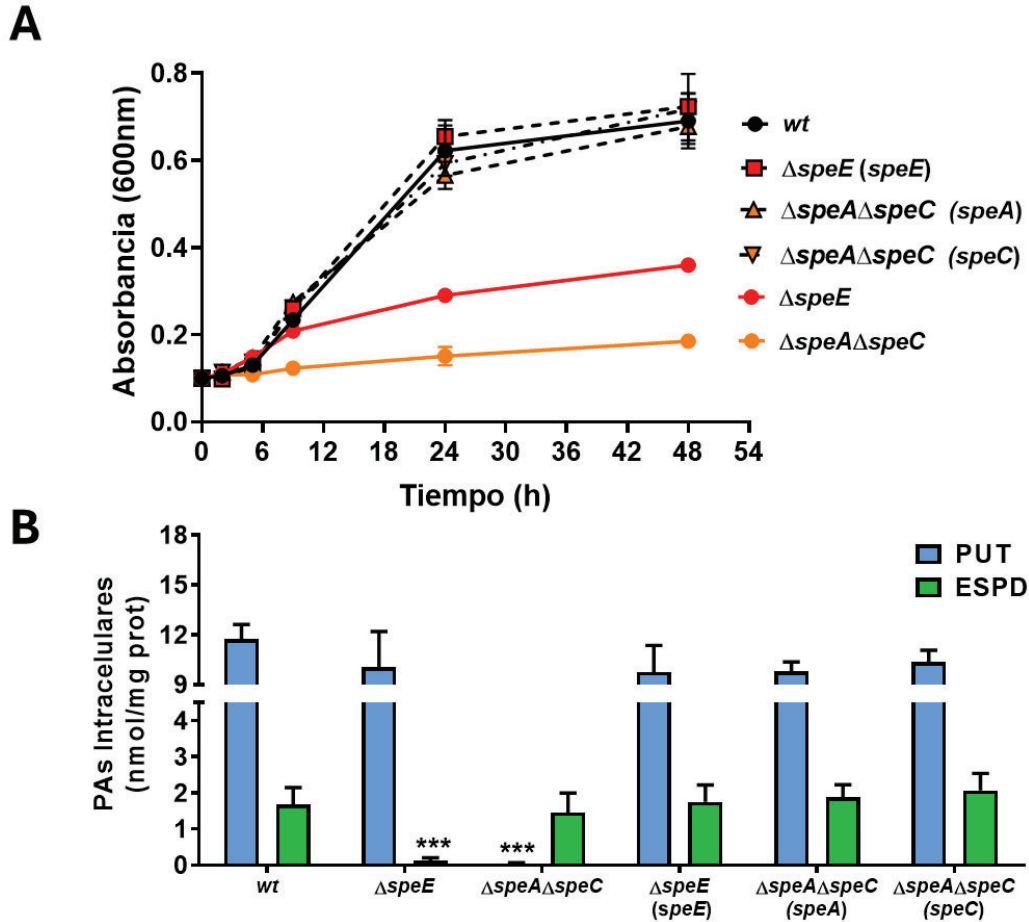 A
Absorbancia (600nm)
0.8
0.6
0.4
0.2
0.0
0 6 12 18 24 30 36 42 48 54
Tiempo (h)
wt
ΔspeE (speE)
ΔspeAΔspeC (speA)
ΔspeAΔspeC (speC)
ΔspeE
ΔspeAΔspeC
B
PAs Intracelulares
(nmol/mg prot)
18
15
12
9
4
3
2
1
0
PUT
ESPD
*** ***
wt ΔspeE ΔspeAΔspeC ΔspeE ΔspeAΔspeC ΔspeAΔspeC
(speE) (speA) (speC)